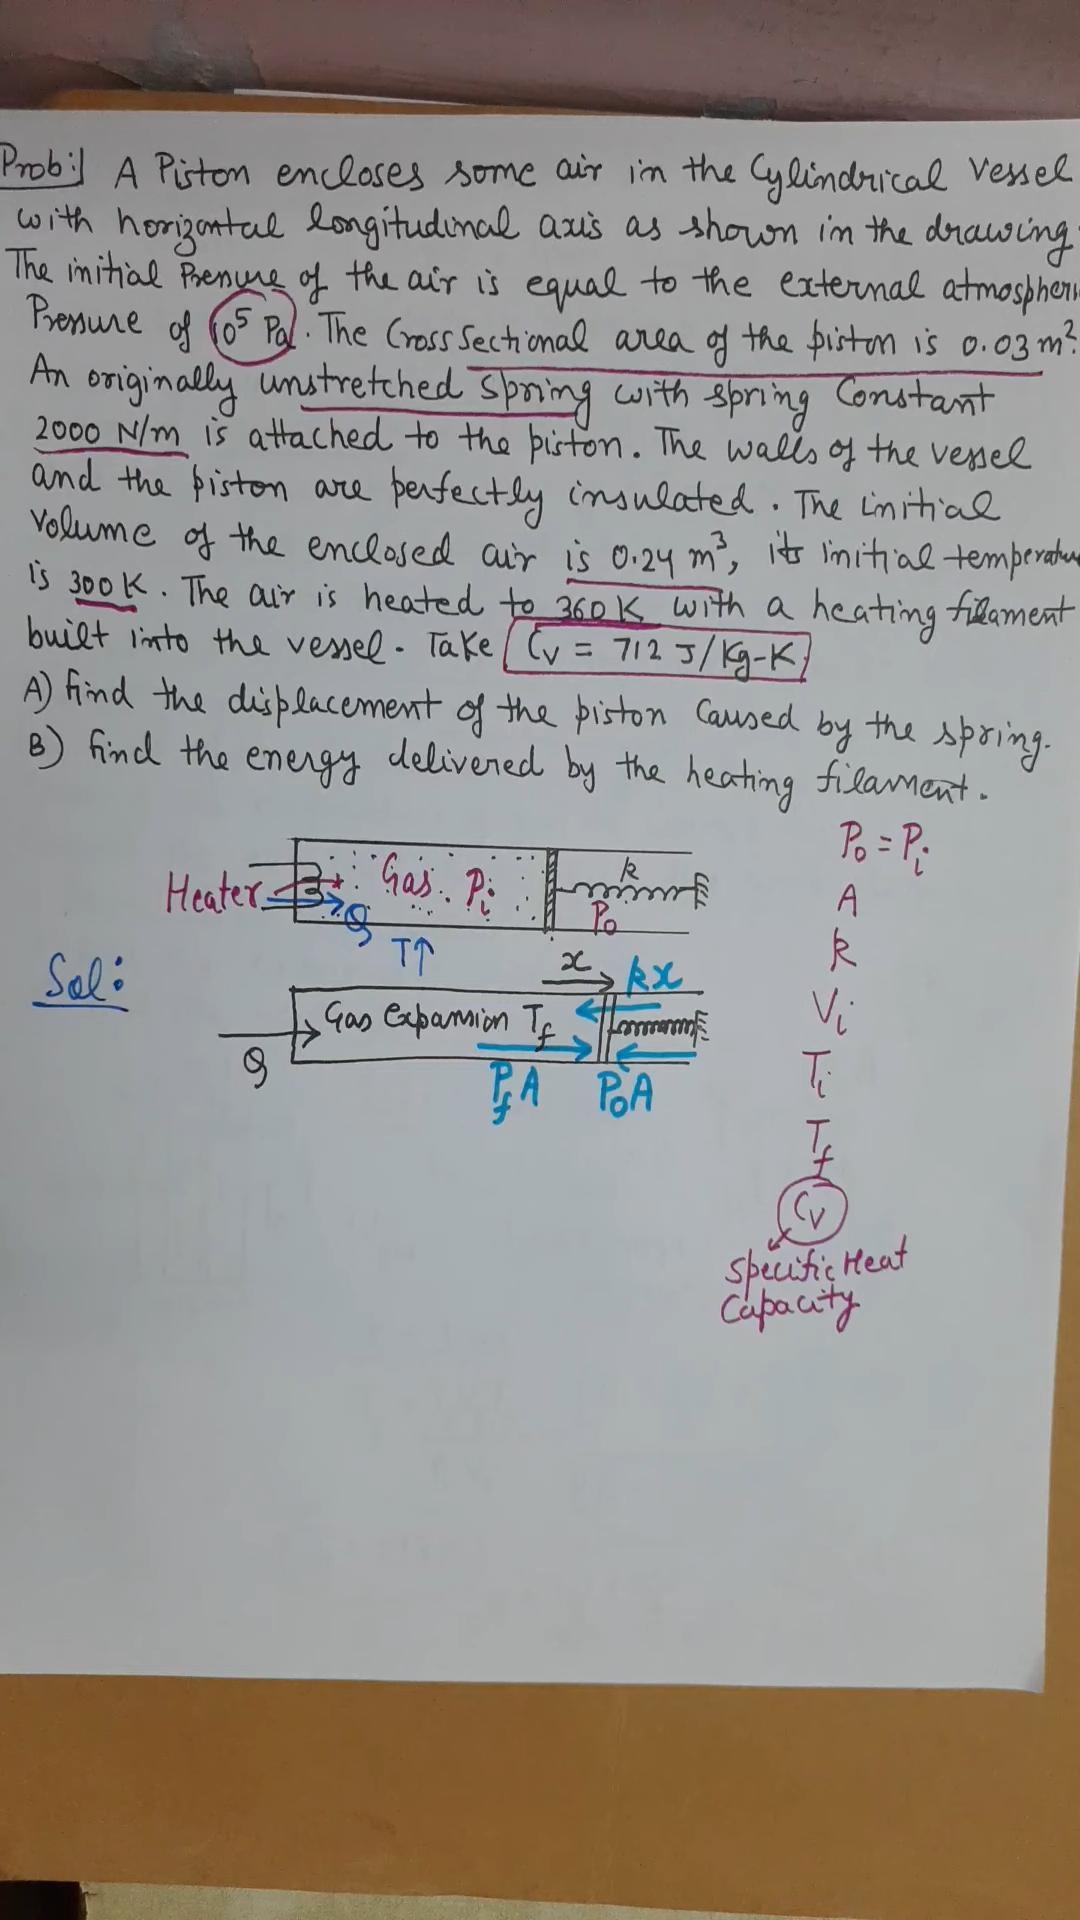 Prob:] A Piston encloses some air in the Cylindrical Vessel
with horizontal longitudinal axis as shown in the drawing.
The initial Pressure of the air is equal to the external atmospheri
Pressure of 10⁵ Pa. The Cross Sectional area of the piston is 0.03 m².
An originally unstretched spring with spring Constant
2000 N/m is attached to the piston. The walls of the vessel
and the piston are perfectly insulated. The initial
Volume of the enclosed air is 0.24 m³, its initial temperatu
is 300 K. The air is heated to 360 K with a heating filament
built into the vessel. Take Cv = 712 J/Kg-K
A) find the displacement of the piston Caused by the spring.
B) find the energy delivered by the heating filament.
P₀ = Pi
Heater Gas. Pi k
Q P₀
A
T↑
k
Sol: x kx
Gas Expansion Tf
Vi
Q PfA P₀A
Ti
Tf
Cv
Specific Heat
Capacity